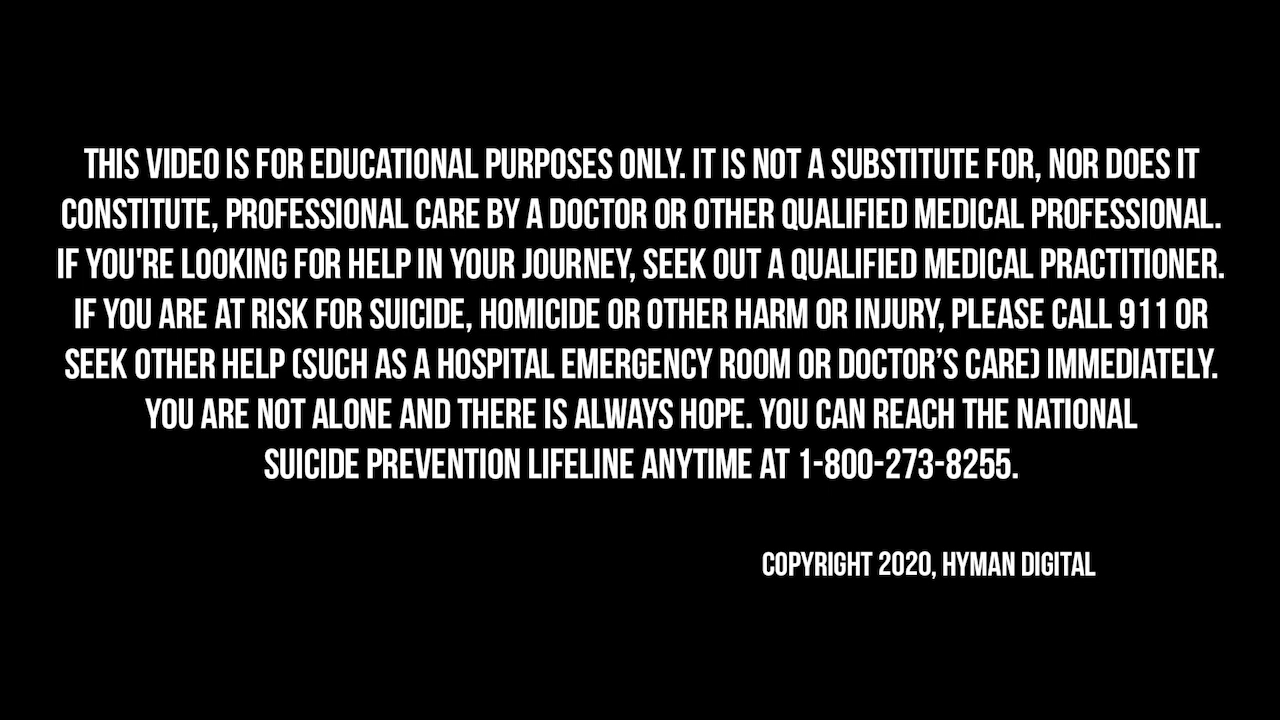 THIS VIDEO IS FOR EDUCATIONAL PURPOSES ONLY. IT IS NOT A SUBSTITUTE FOR, NOR DOES IT
CONSTITUTE, PROFESSIONAL CARE BY A DOCTOR OR OTHER QUALIFIED MEDICAL PROFESSIONAL.
IF YOU'RE LOOKING FOR HELP IN YOUR JOURNEY, SEEK OUT A QUALIFIED MEDICAL PRACTITIONER.
IF YOU ARE AT RISK FOR SUICIDE, HOMICIDE OR OTHER HARM OR INJURY, PLEASE CALL 911 OR
SEEK OTHER HELP (SUCH AS A HOSPITAL EMERGENCY ROOM OR DOCTOR’S CARE) IMMEDIATELY.
YOU ARE NOT ALONE AND THERE IS ALWAYS HOPE. YOU CAN REACH THE NATIONAL
SUICIDE PREVENTION LIFELINE ANYTIME AT 1-800-273-8255.
COPYRIGHT 2020, HYMAN DIGITAL